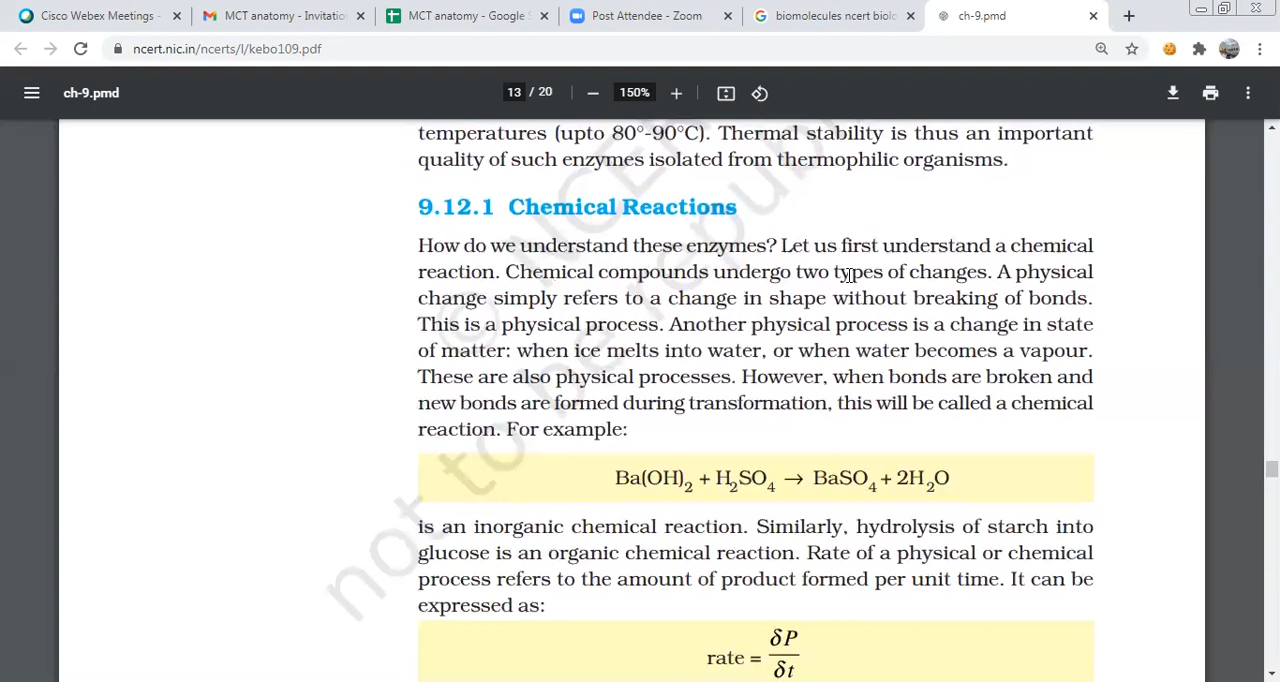 Cisco Webex Meetings -
MCT anatomy - Invitatio
MCT anatomy - Google S
Post Attendee - Zoom
biomolecules ncert biolo
ch-9.pmd
ncert.nic.in/ncerts/l/kebo109.pdf
ch-9.pmd
13 / 20
150%
temperatures (upto 80°-90°C). Thermal stability is thus an important
quality of such enzymes isolated from thermophilic organisms.
9.12.1 Chemical Reactions
How do we understand these enzymes? Let us first understand a chemical
reaction. Chemical compounds undergo two types of changes. A physical
change simply refers to a change in shape without breaking of bonds.
This is a physical process. Another physical process is a change in state
of matter: when ice melts into water, or when water becomes a vapour.
These are also physical processes. However, when bonds are broken and
new bonds are formed during transformation, this will be called a chemical
reaction. For example:
Ba(OH)₂ + H₂SO₄ → BaSO₄ + 2H₂O
is an inorganic chemical reaction. Similarly, hydrolysis of starch into
glucose is an organic chemical reaction. Rate of a physical or chemical
process refers to the amount of product formed per unit time. It can be
expressed as:
rate = δP
δt
© NCER
not to be republ